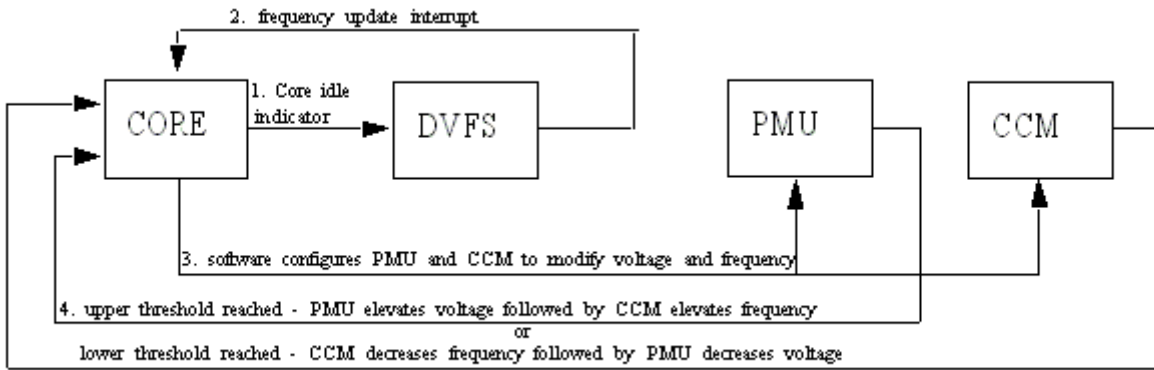 2. frequency update interrupt
1. Core idle
indicator
CORE
DVFS
PMU
CCM
3. software configures PMU and CCM to modify voltage and frequency
4. upper threshold reached - PMU elevates voltage followed by CCM elevates frequency
or
lower threshold reached - CCM decreases frequency followed by PMU decreases voltage